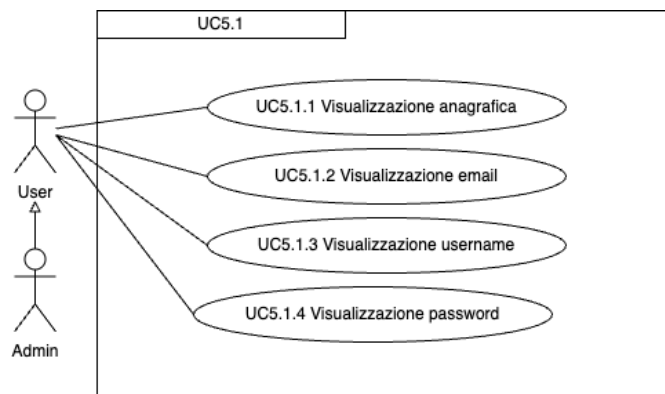 UC5.1
UC5.1.1 Visualizzazione anagrafica
UC5.1.2 Visualizzazione email
User
UC5.1.3 Visualizzazione username
UC5.1.4 Visualizzazione password
Admin